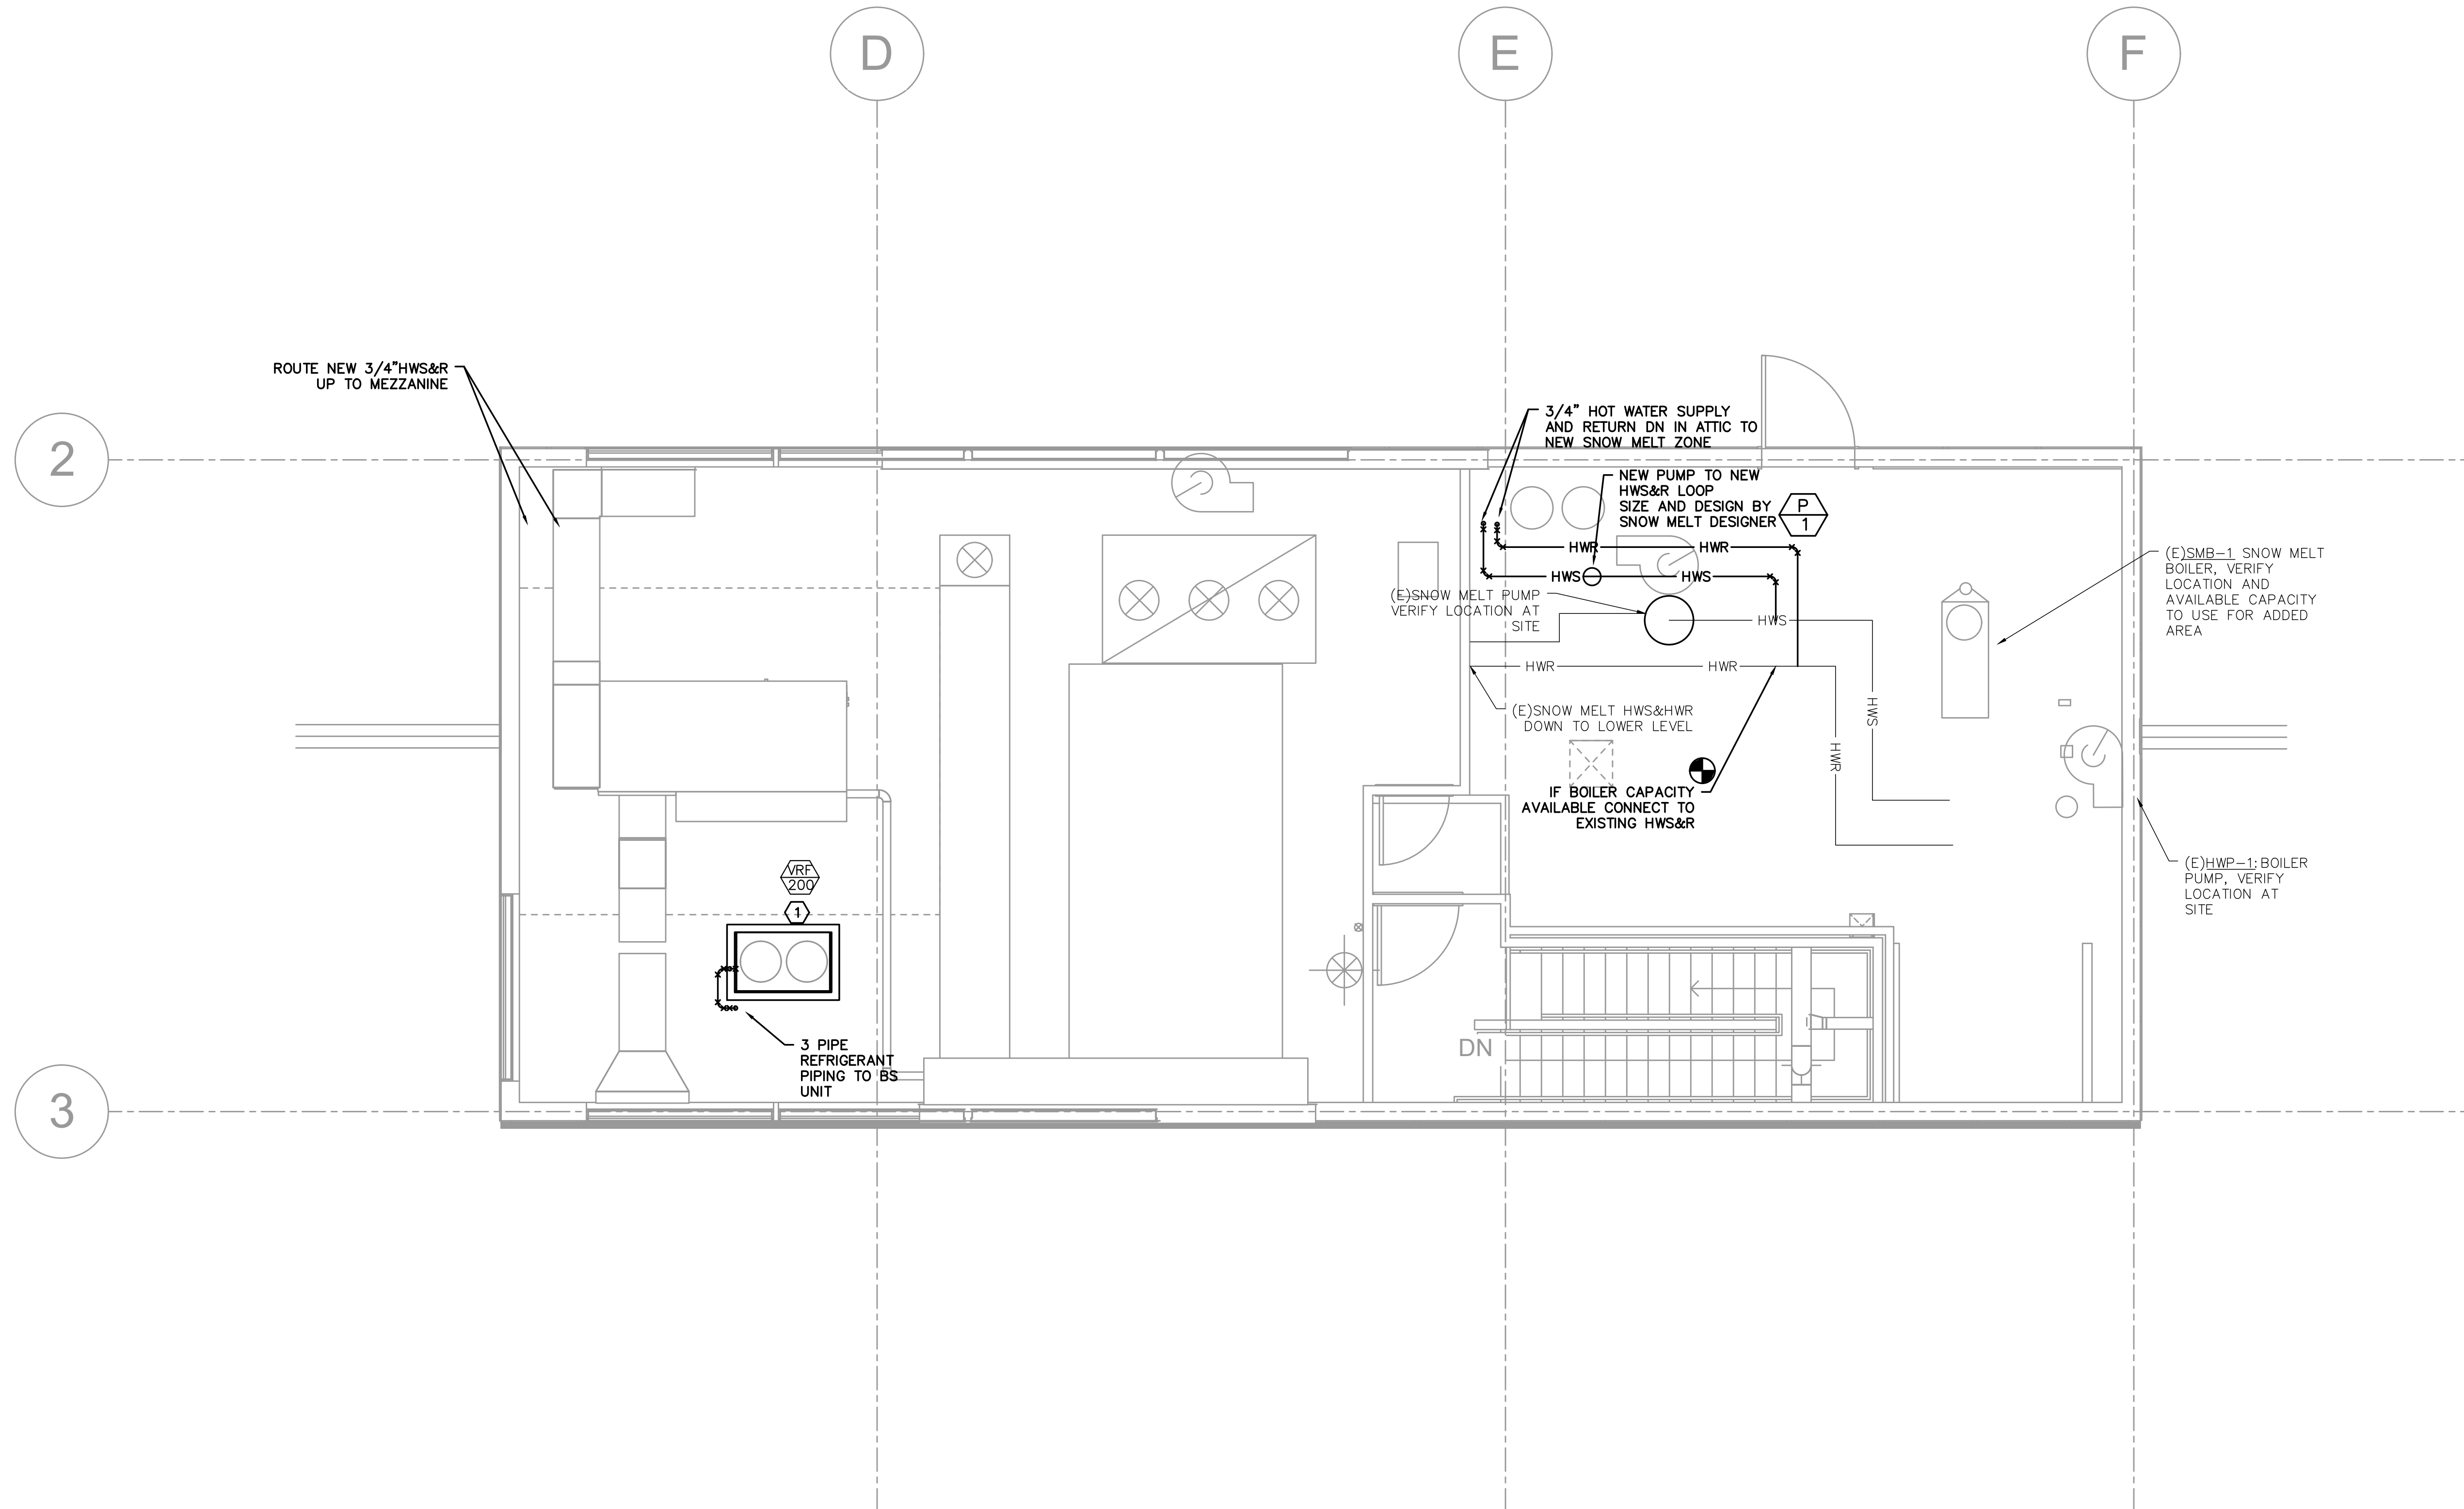 D
E
F
2
3
ROUTE NEW 3/4"HWS&R
UP TO MEZZANINE
3/4" HOT WATER SUPPLY
AND RETURN DN IN ATTIC TO
NEW SNOW MELT ZONE
NEW PUMP TO NEW
HWS&R LOOP
SIZE AND DESIGN BY
SNOW MELT DESIGNER
P
1
HWR
HWR
HWS
HWS
(E)SNOW MELT PUMP
VERIFY LOCATION AT
SITE
HWS
HWR
HWR
HWS
HWR
(E)SNOW MELT HWS&HWR
DOWN TO LOWER LEVEL
IF BOILER CAPACITY
AVAILABLE CONNECT TO
EXISTING HWS&R
(E)SMB-1 SNOW MELT
BOILER, VERIFY
LOCATION AND
AVAILABLE CAPACITY
TO USE FOR ADDED
AREA
(E)HWP-1: BOILER
PUMP, VERIFY
LOCATION AT
SITE
VRF
200
1
3 PIPE
REFRIGERANT
PIPING TO BS
UNIT
DN